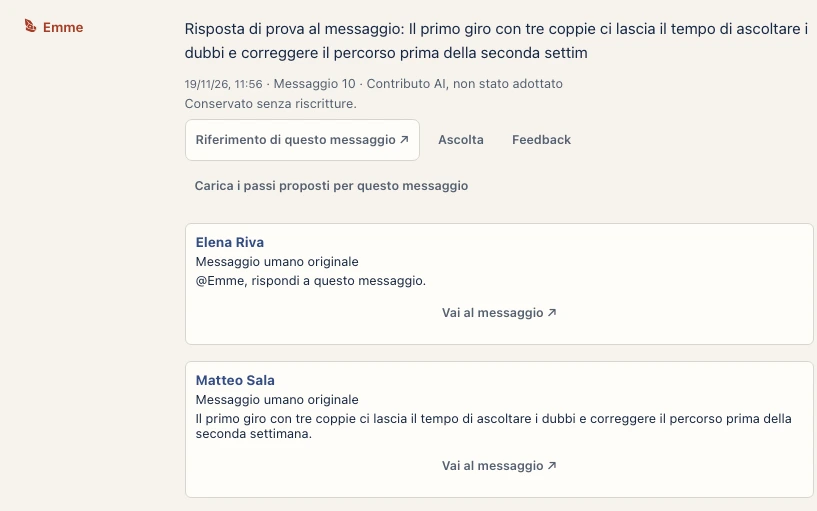 Emme
Risposta di prova al messaggio: Il primo giro con tre coppie ci lascia il tempo di ascoltare i
dubbi e correggere il percorso prima della seconda settim
19/11/26, 11:56 · Messaggio 10 · Contributo AI, non stato adottato
Conservato senza riscritture.
Riferimento di questo messaggio ↗ Ascolta Feedback
Carica i passi proposti per questo messaggio
Elena Riva
Messaggio umano originale
@Emme, rispondi a questo messaggio.
Vai al messaggio ↗
Matteo Sala
Messaggio umano originale
Il primo giro con tre coppie ci lascia il tempo di ascoltare i dubbi e correggere il percorso prima della
seconda settimana.
Vai al messaggio ↗